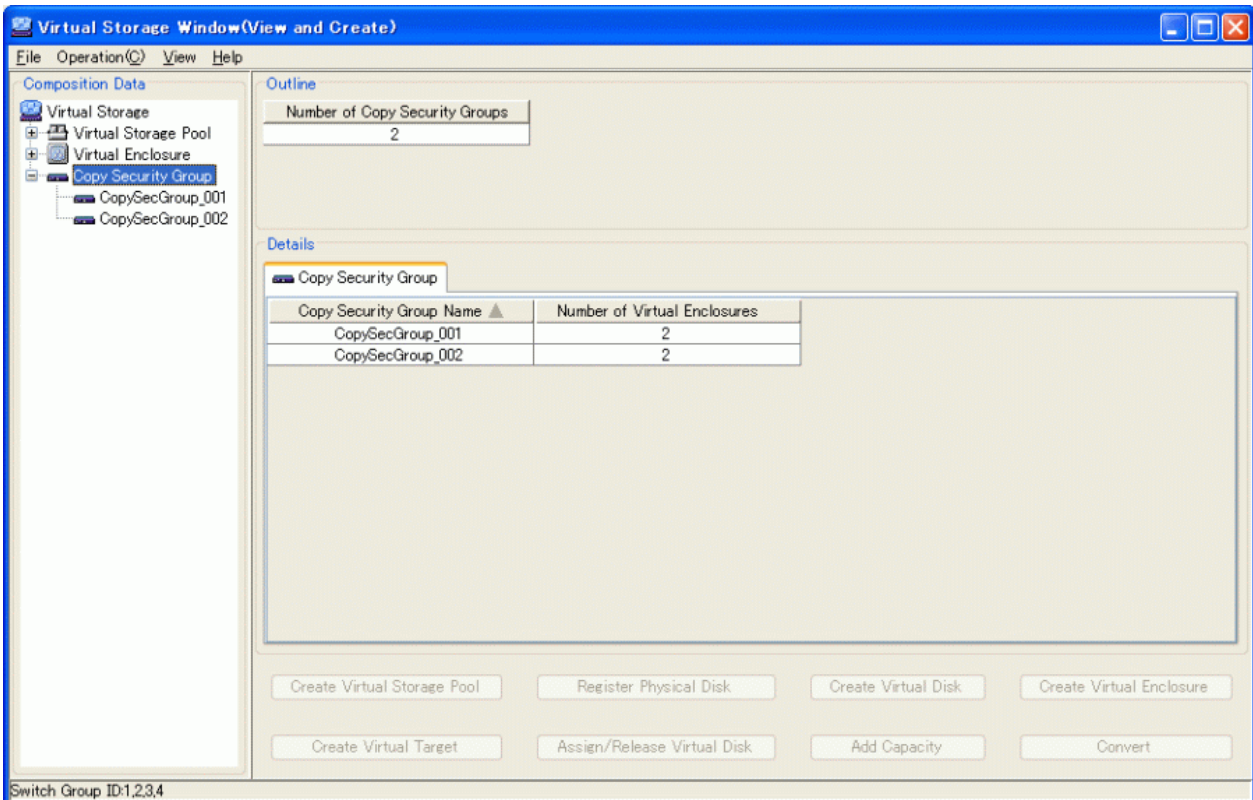 Virtual Storage Window(View and Create)
File Operation(C) View Help
Composition Data
Virtual Storage
Virtual Storage Pool
Virtual Enclosure
Copy Security Group
CopySecGroup_001
CopySecGroup_002
Outline
Number of Copy Security Groups
2
Details
Copy Security Group
Copy Security Group Name Number of Virtual Enclosures
CopySecGroup_001 2
CopySecGroup_002 2
Create Virtual Storage Pool Register Physical Disk Create Virtual Disk Create Virtual Enclosure
Create Virtual Target Assign/Release Virtual Disk Add Capacity Convert
Switch Group ID:1,2,3,4